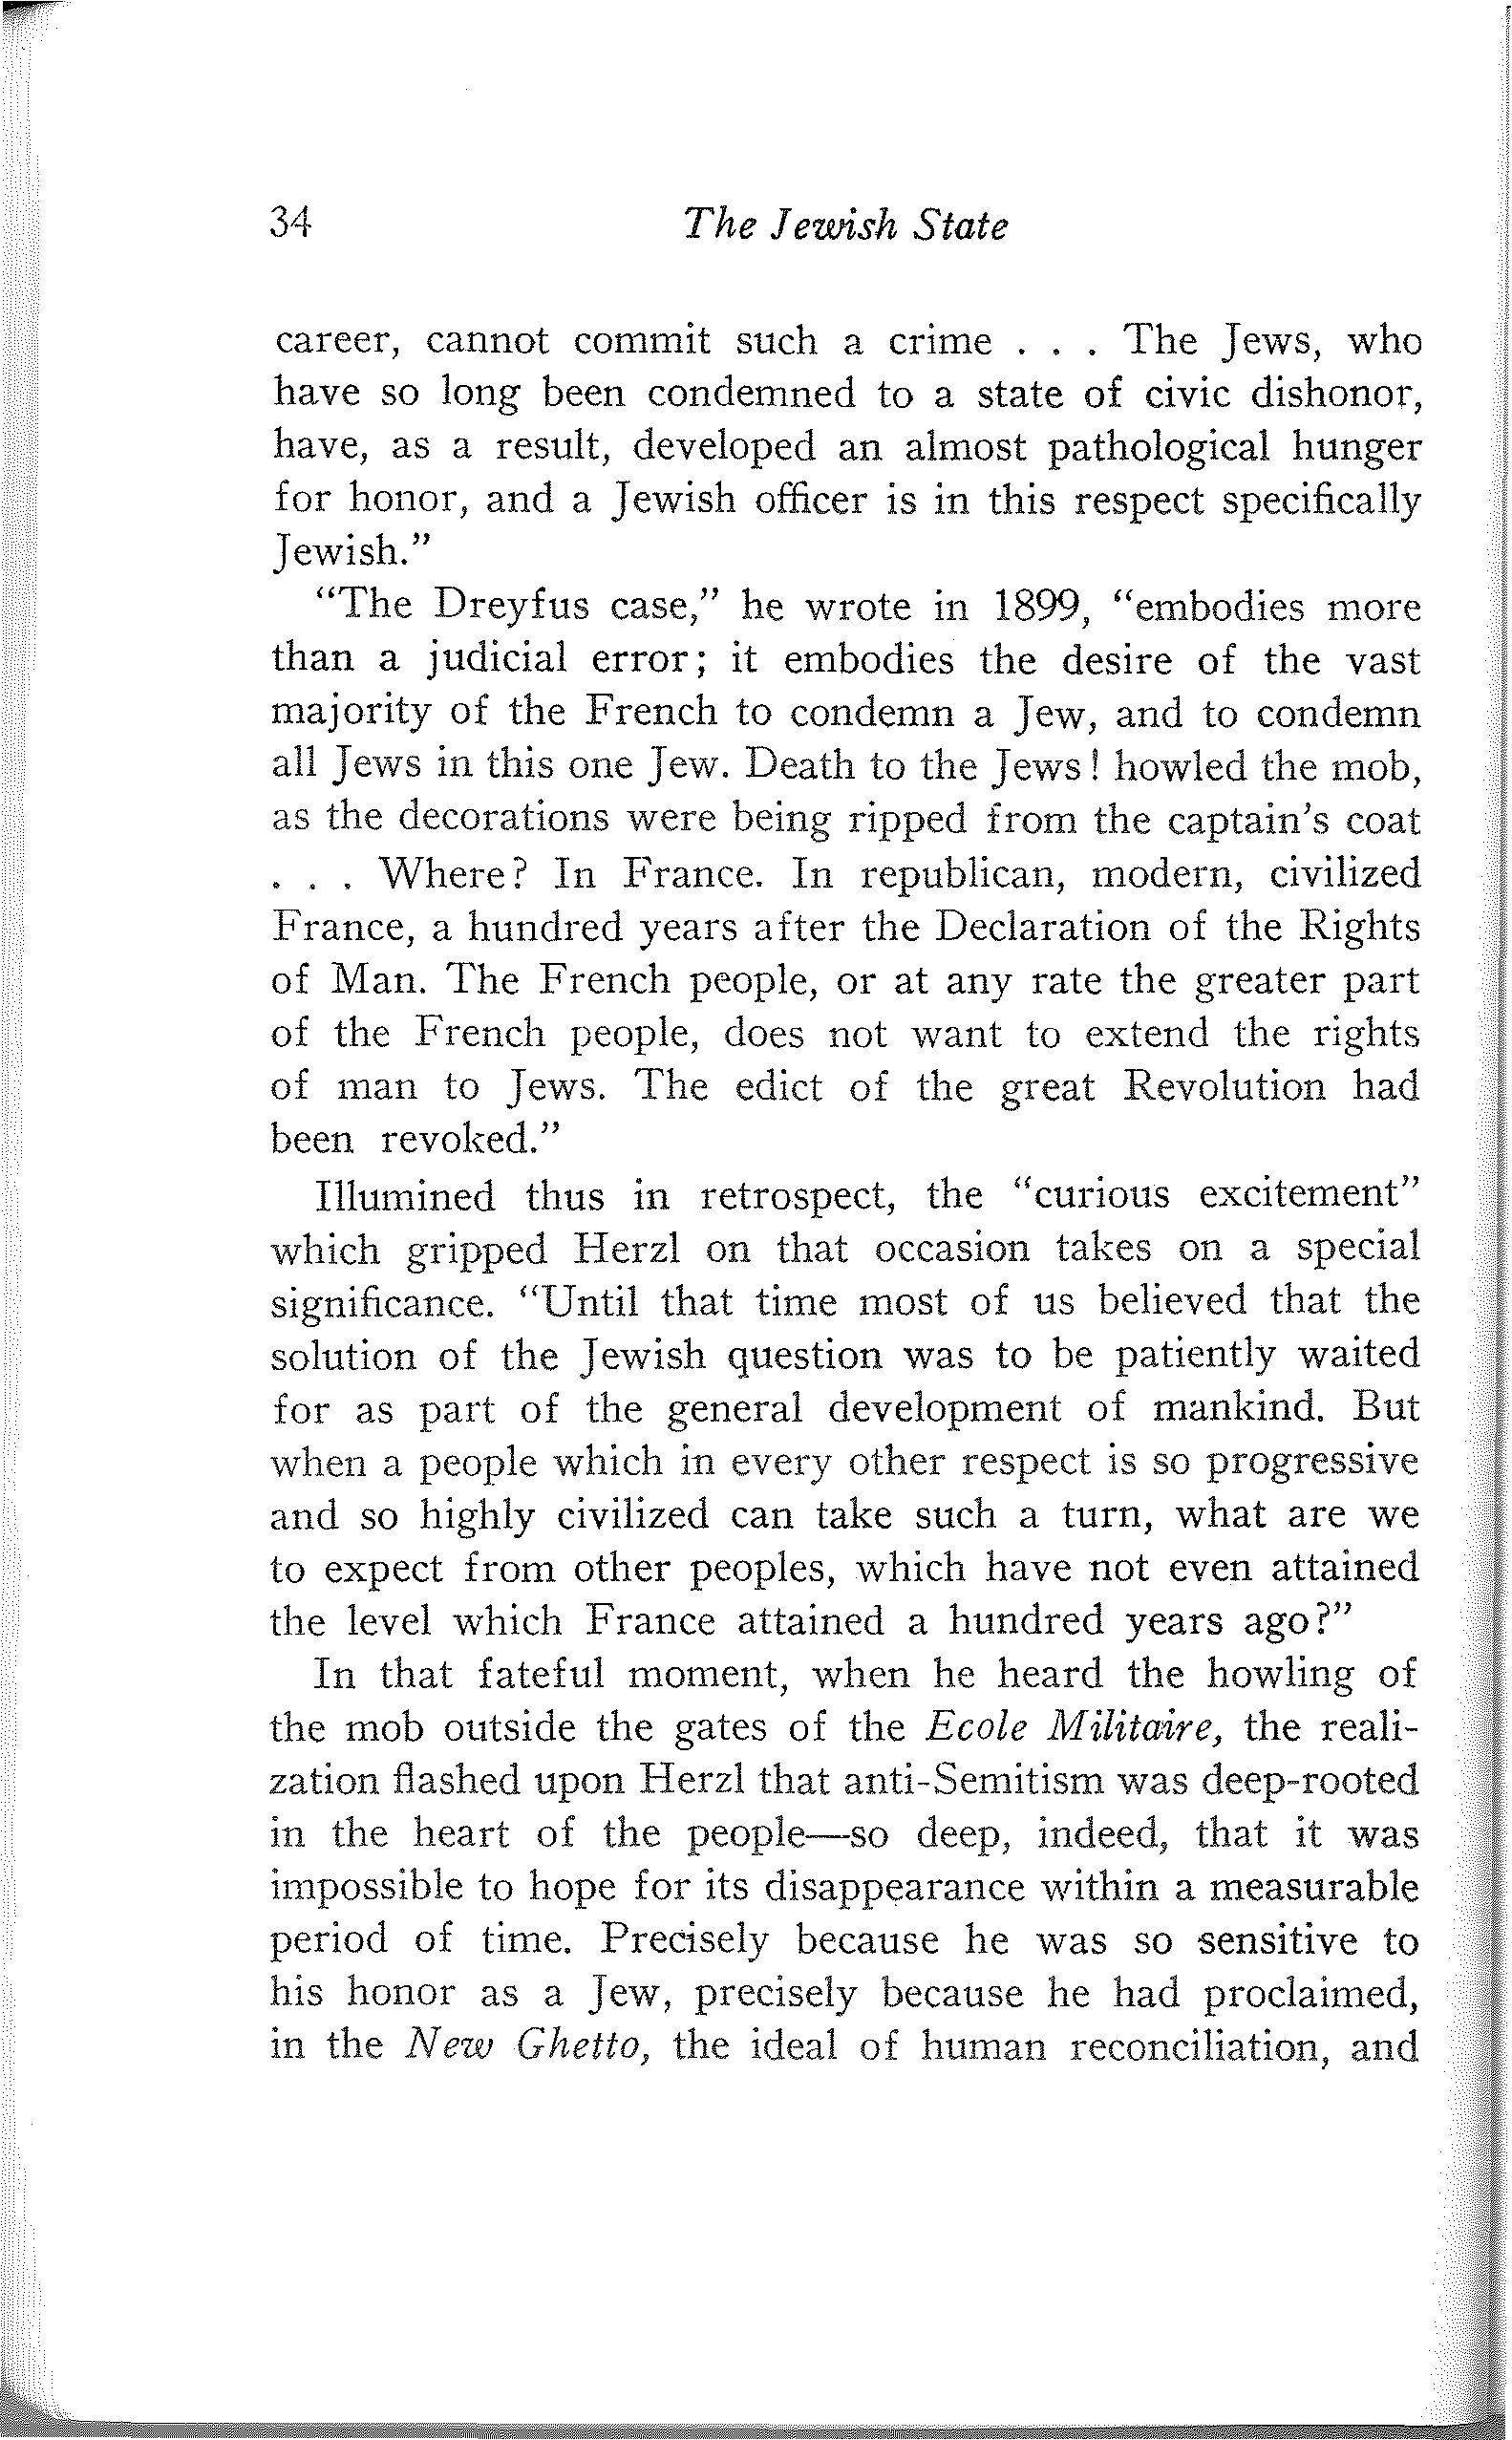 34 The Jewish State
career, cannot commit such a crime . . . The Jews, who
have so long been condemned to a state of civic dishonor,
have, as a result, developed an almost pathological hunger
for honor, and a Jewish officer is in this respect specifically
Jewish.”
“The Dreyfus case,” he wrote in 1899, “embodies more
than a judicial error; it embodies the desire of the vast
majority of the French to condemn a Jew, and to condemn
all Jews in this one Jew. Death to the Jews! howled the mob,
as the decorations were being ripped from the captain’s coat
. . . Where? In France. In republican, modern, civilized
France, a hundred years after the Declaration of the Rights
of Man. The French people, or at any rate the greater part
of the French people, does not want to extend the rights
of man to Jews. The edict of the great Revolution had
been revoked.”
Illumined thus in retrospect, the “curious excitement”
which gripped Herzl on that occasion takes on a special
significance. “Until that time most of us believed that the
solution of the Jewish question was to be patiently waited
for as part of the general development of mankind. But
when a people which in every other respect is so progressive
and so highly civilized can take such a turn, what are we
to expect from other peoples, which have not even attained
the level which France attained a hundred years ago?”
In that fateful moment, when he heard the howling of
the mob outside the gates of the Ecole Militaire, the reali-
zation flashed upon Herzl that anti-Semitism was deep-rooted
in the heart of the people—so deep, indeed, that it was
impossible to hope for its disappearance within a measurable
period of time. Precisely because he was so sensitive to
his honor as a Jew, precisely because he had proclaimed,
in the New Ghetto, the ideal of human reconciliation, and